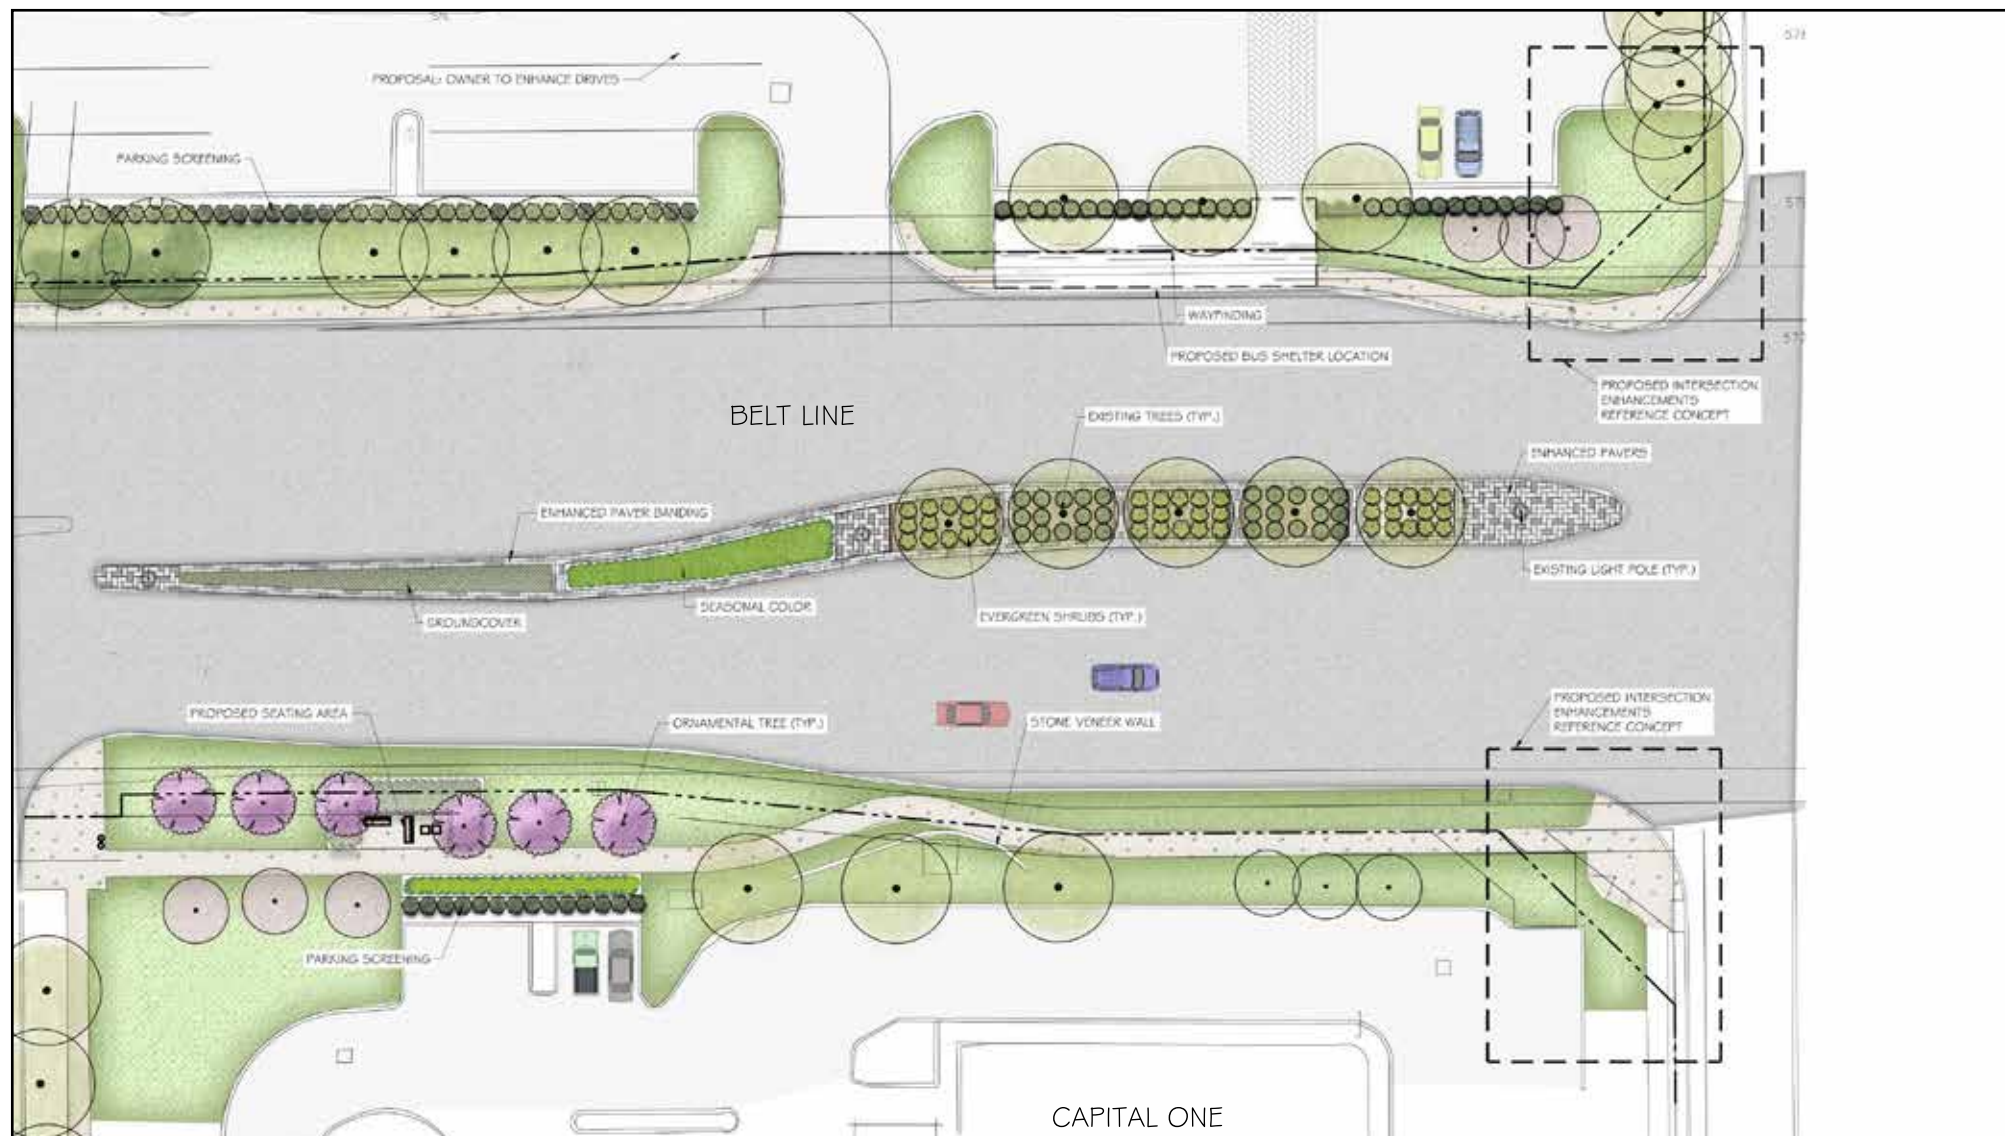 PROPOSAL: OWNER TO ENHANCE DRIVES
PARKING SCREENING
WAYFINDING
PROPOSED BUS SHELTER LOCATION
PROPOSED INTERSECTION
ENHANCEMENTS
REFERENCE CONCEPT
BELT LINE
EXISTING TREES (TYP.)
ENHANCED PAVERS
ENHANCED PAVER BANDING
EXISTING LIGHT POLE (TYP.)
SEASONAL COLOR
EVERGREEN SHRUBS (TYP.)
GROUNDCOVER
PROPOSED INTERSECTION
ENHANCEMENTS
REFERENCE CONCEPT
PROPOSED SEATING AREA
ORNAMENTAL TREE (TYP.)
STONE VENEER WALL
PARKING SCREENING
CAPITAL ONE